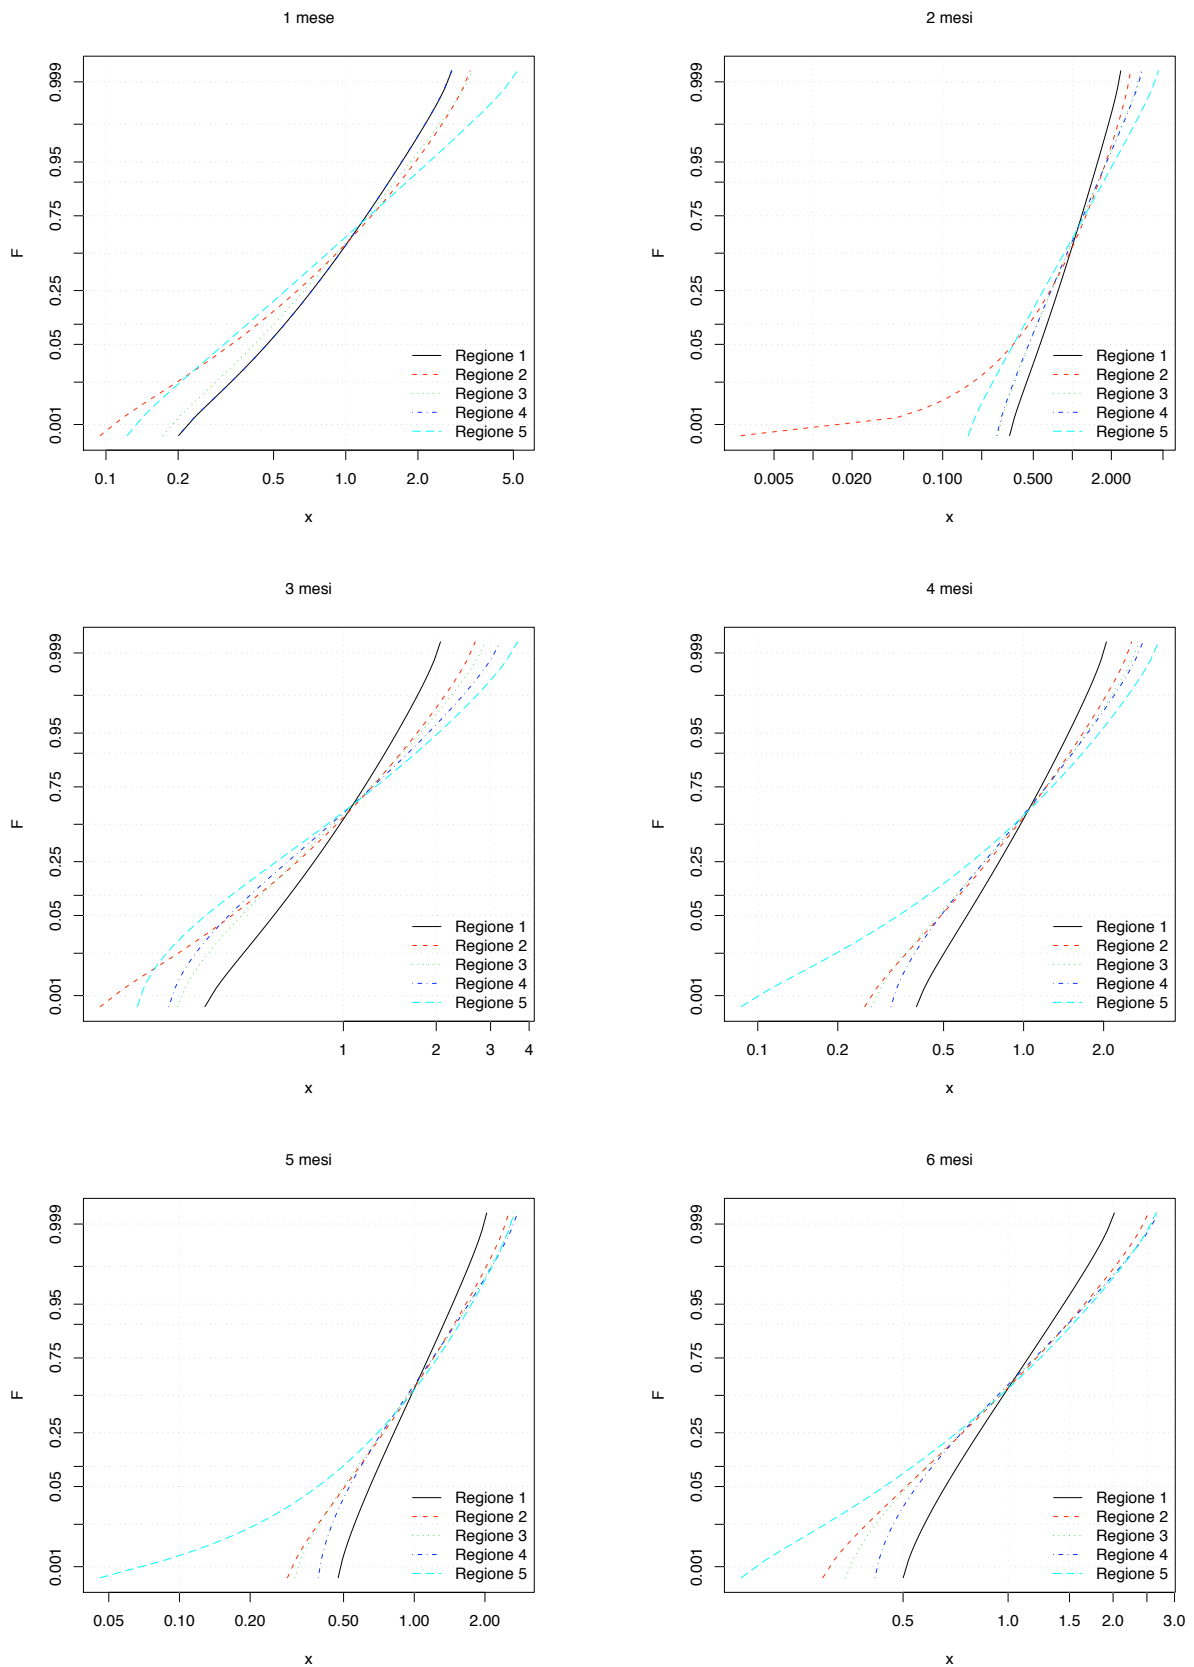 1 mese
F
0.999
0.95
0.75
0.25
0.05
0.001
Regione 1
Regione 2
Regione 3
Regione 4
Regione 5
0.1 0.2 0.5 1.0 2.0 5.0
x
2 mesi
F
0.999
0.95
0.75
0.25
0.05
0.001
Regione 1
Regione 2
Regione 3
Regione 4
Regione 5
0.005 0.020 0.100 0.500 2.000
x
3 mesi
F
0.999
0.95
0.75
0.25
0.05
0.001
Regione 1
Regione 2
Regione 3
Regione 4
Regione 5
1 2 3 4
x
4 mesi
F
0.999
0.95
0.75
0.25
0.05
0.001
Regione 1
Regione 2
Regione 3
Regione 4
Regione 5
0.1 0.2 0.5 1.0 2.0
x
5 mesi
F
0.999
0.95
0.75
0.25
0.05
0.001
Regione 1
Regione 2
Regione 3
Regione 4
Regione 5
0.05 0.10 0.20 0.50 1.00 2.00
x
6 mesi
F
0.999
0.95
0.75
0.25
0.05
0.001
Regione 1
Regione 2
Regione 3
Regione 4
Regione 5
0.5 1.0 1.5 2.0 3.0
x